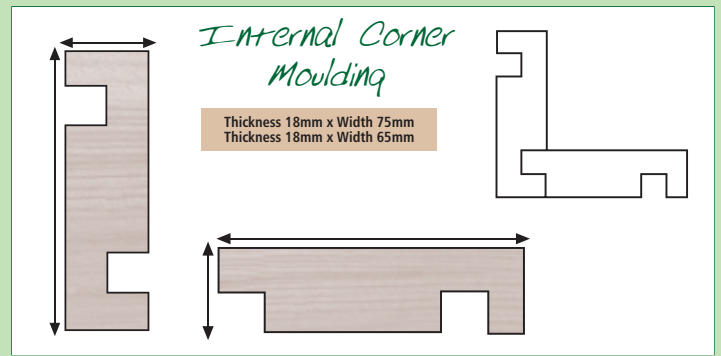 Internal Corner
Moulding
Thickness 18mm x Width 75mm
Thickness 18mm x Width 65mm